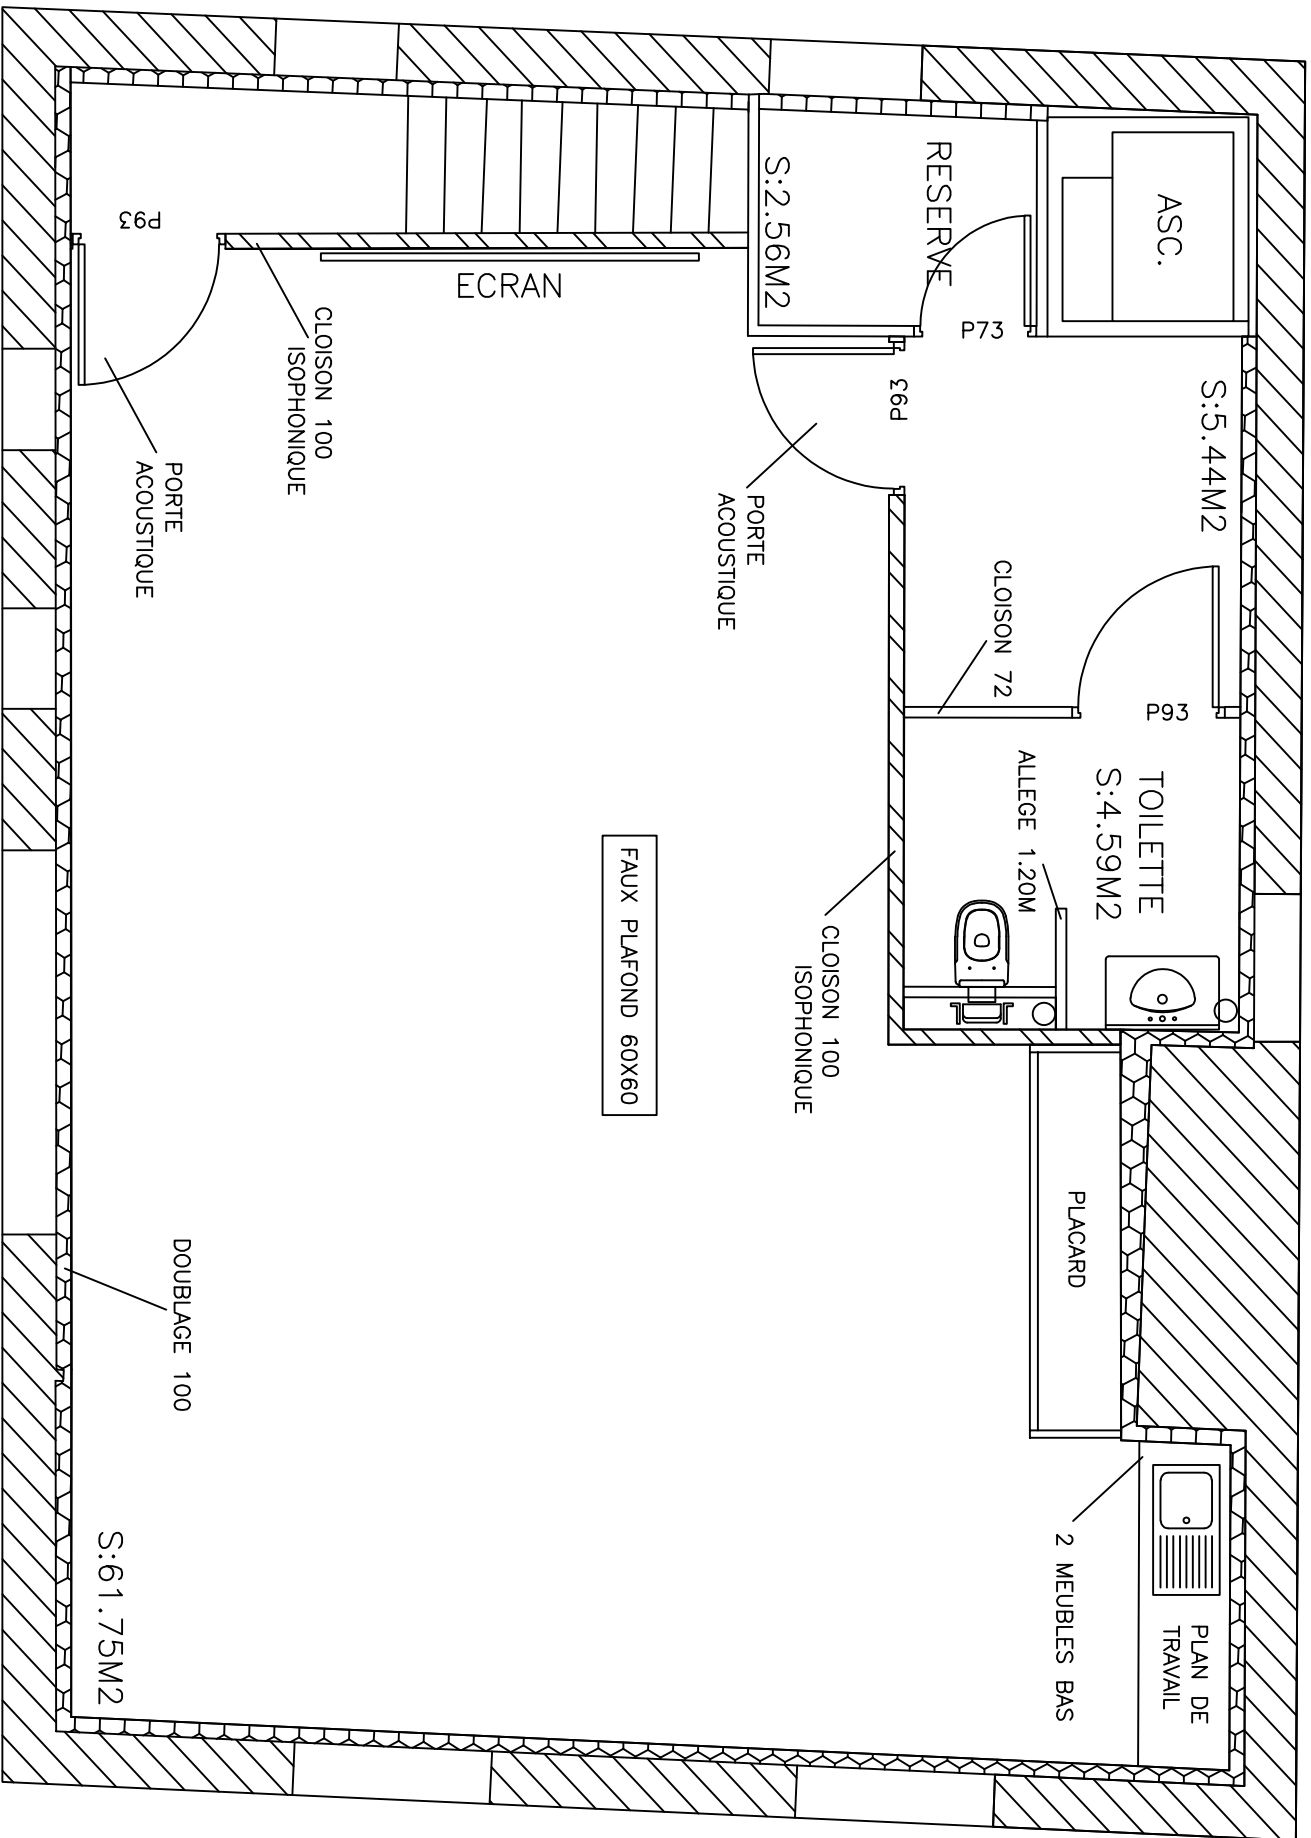 ASC.
RESERVE
S:2.56M2
P73
P93
S:5.44M2
P93
ECRAN
CLOISON 100
ISOPHONIQUE
PORTE
ACOUSTIQUE
PORTE
ACOUSTIQUE
CLOISON 72
P93
TOILETTE
S:4.59M2
ALLEGE 1.20M
FAUX PLAFOND 60X60
CLOISON 100
ISOPHONIQUE
PLACARD
DOUBLAGE 100
2 MEUBLES BAS
PLAN DE
TRAVAIL
S:61.75M2